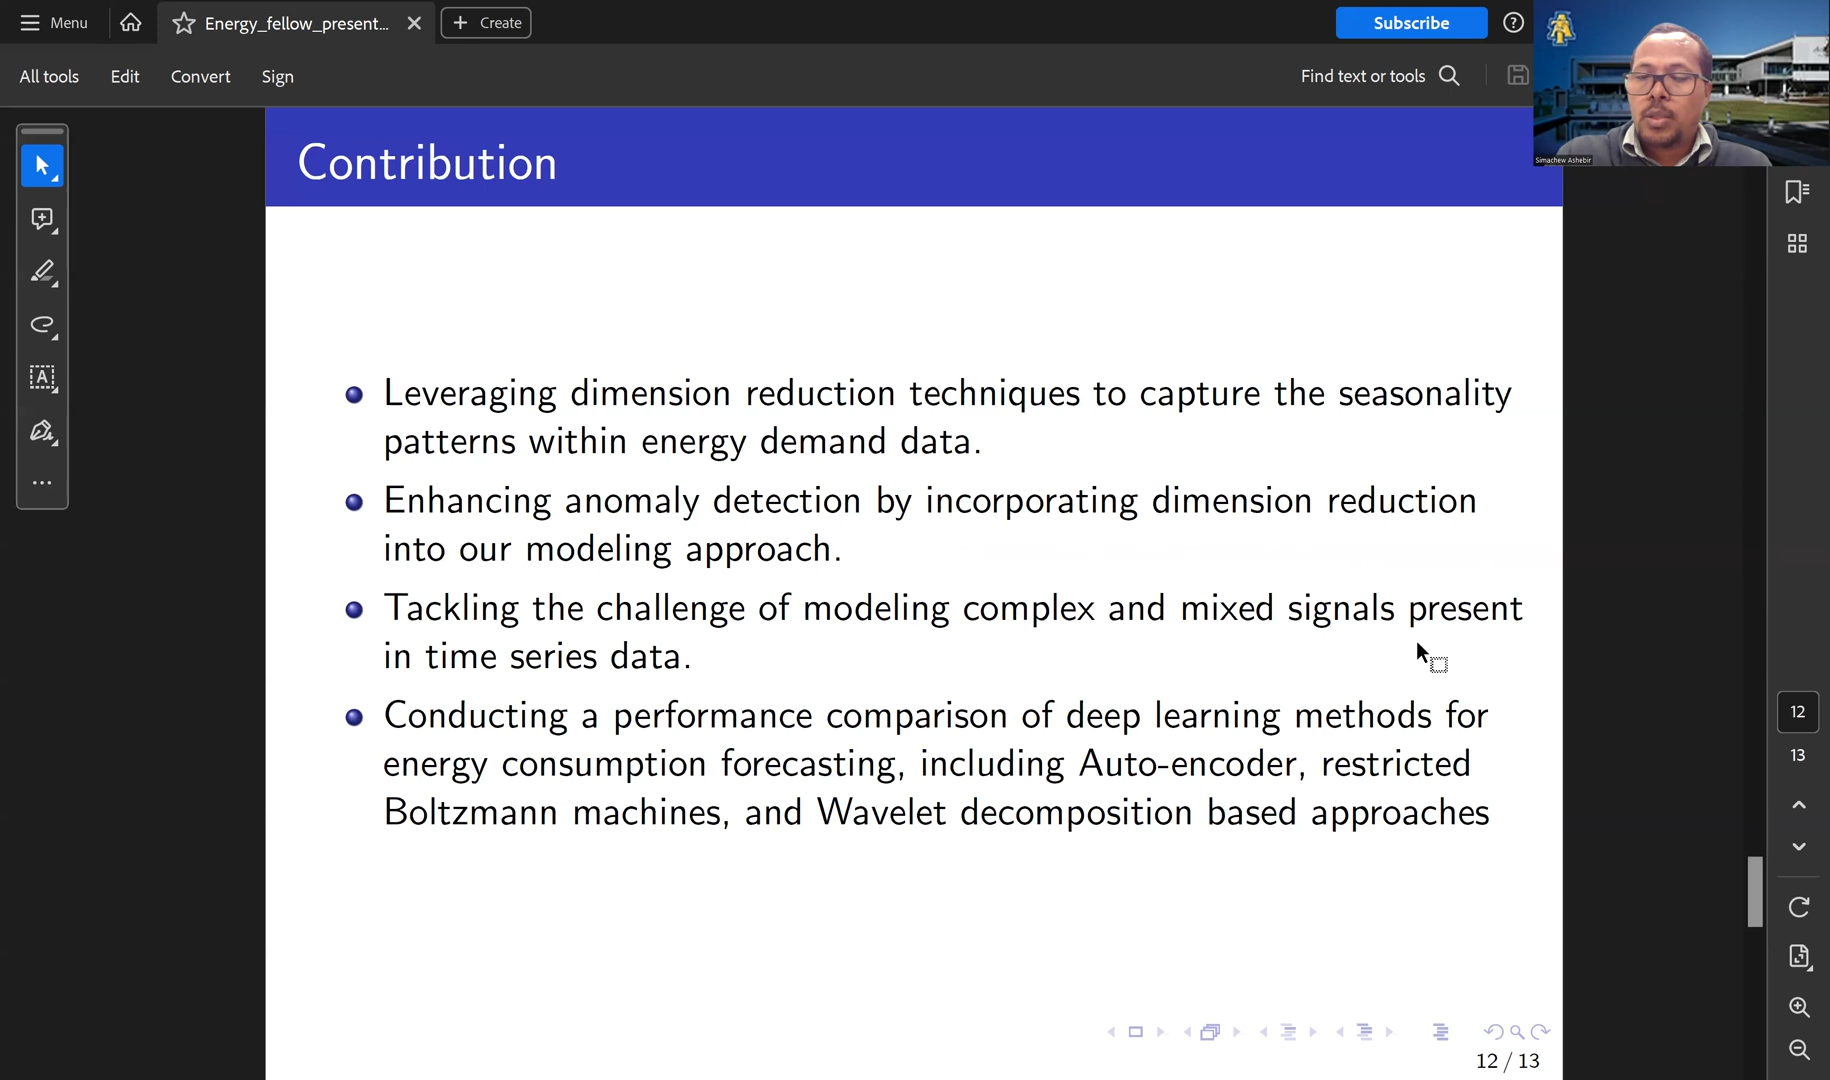 Menu
Energy_fellow_present...
Create
Subscribe
All tools
Edit
Convert
Sign
Find text or tools
Simachew Ashebir
Contribution
Leveraging dimension reduction techniques to capture the seasonality
patterns within energy demand data.
Enhancing anomaly detection by incorporating dimension reduction
into our modeling approach.
Tackling the challenge of modeling complex and mixed signals present
in time series data.
Conducting a performance comparison of deep learning methods for
energy consumption forecasting, including Auto-encoder, restricted
Boltzmann machines, and Wavelet decomposition based approaches
12
13
12 / 13